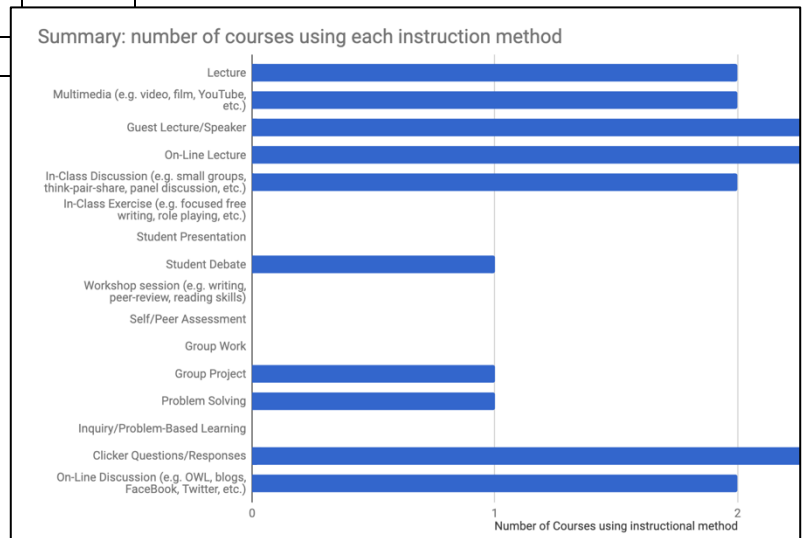 Summary: number of courses using each instruction method
Lecture
Multimedia (e.g. video, film, YouTube,
etc.)
Guest Lecture/Speaker
On-Line Lecture
In-Class Discussion (e.g. small groups,
think-pair-share, panel discussion, etc.)
In-Class Exercise (e.g. focused free
writing, role playing, etc.)
Student Presentation
Student Debate
Workshop session (e.g. writing,
peer-review, reading skills)
Self/Peer Assessment
Group Work
Group Project
Problem Solving
Inquiry/Problem-Based Learning
Clicker Questions/Responses
On-Line Discussion (e.g. OWL, blogs,
FaceBook, Twitter, etc.)
0 1 2
Number of Courses using instructional method